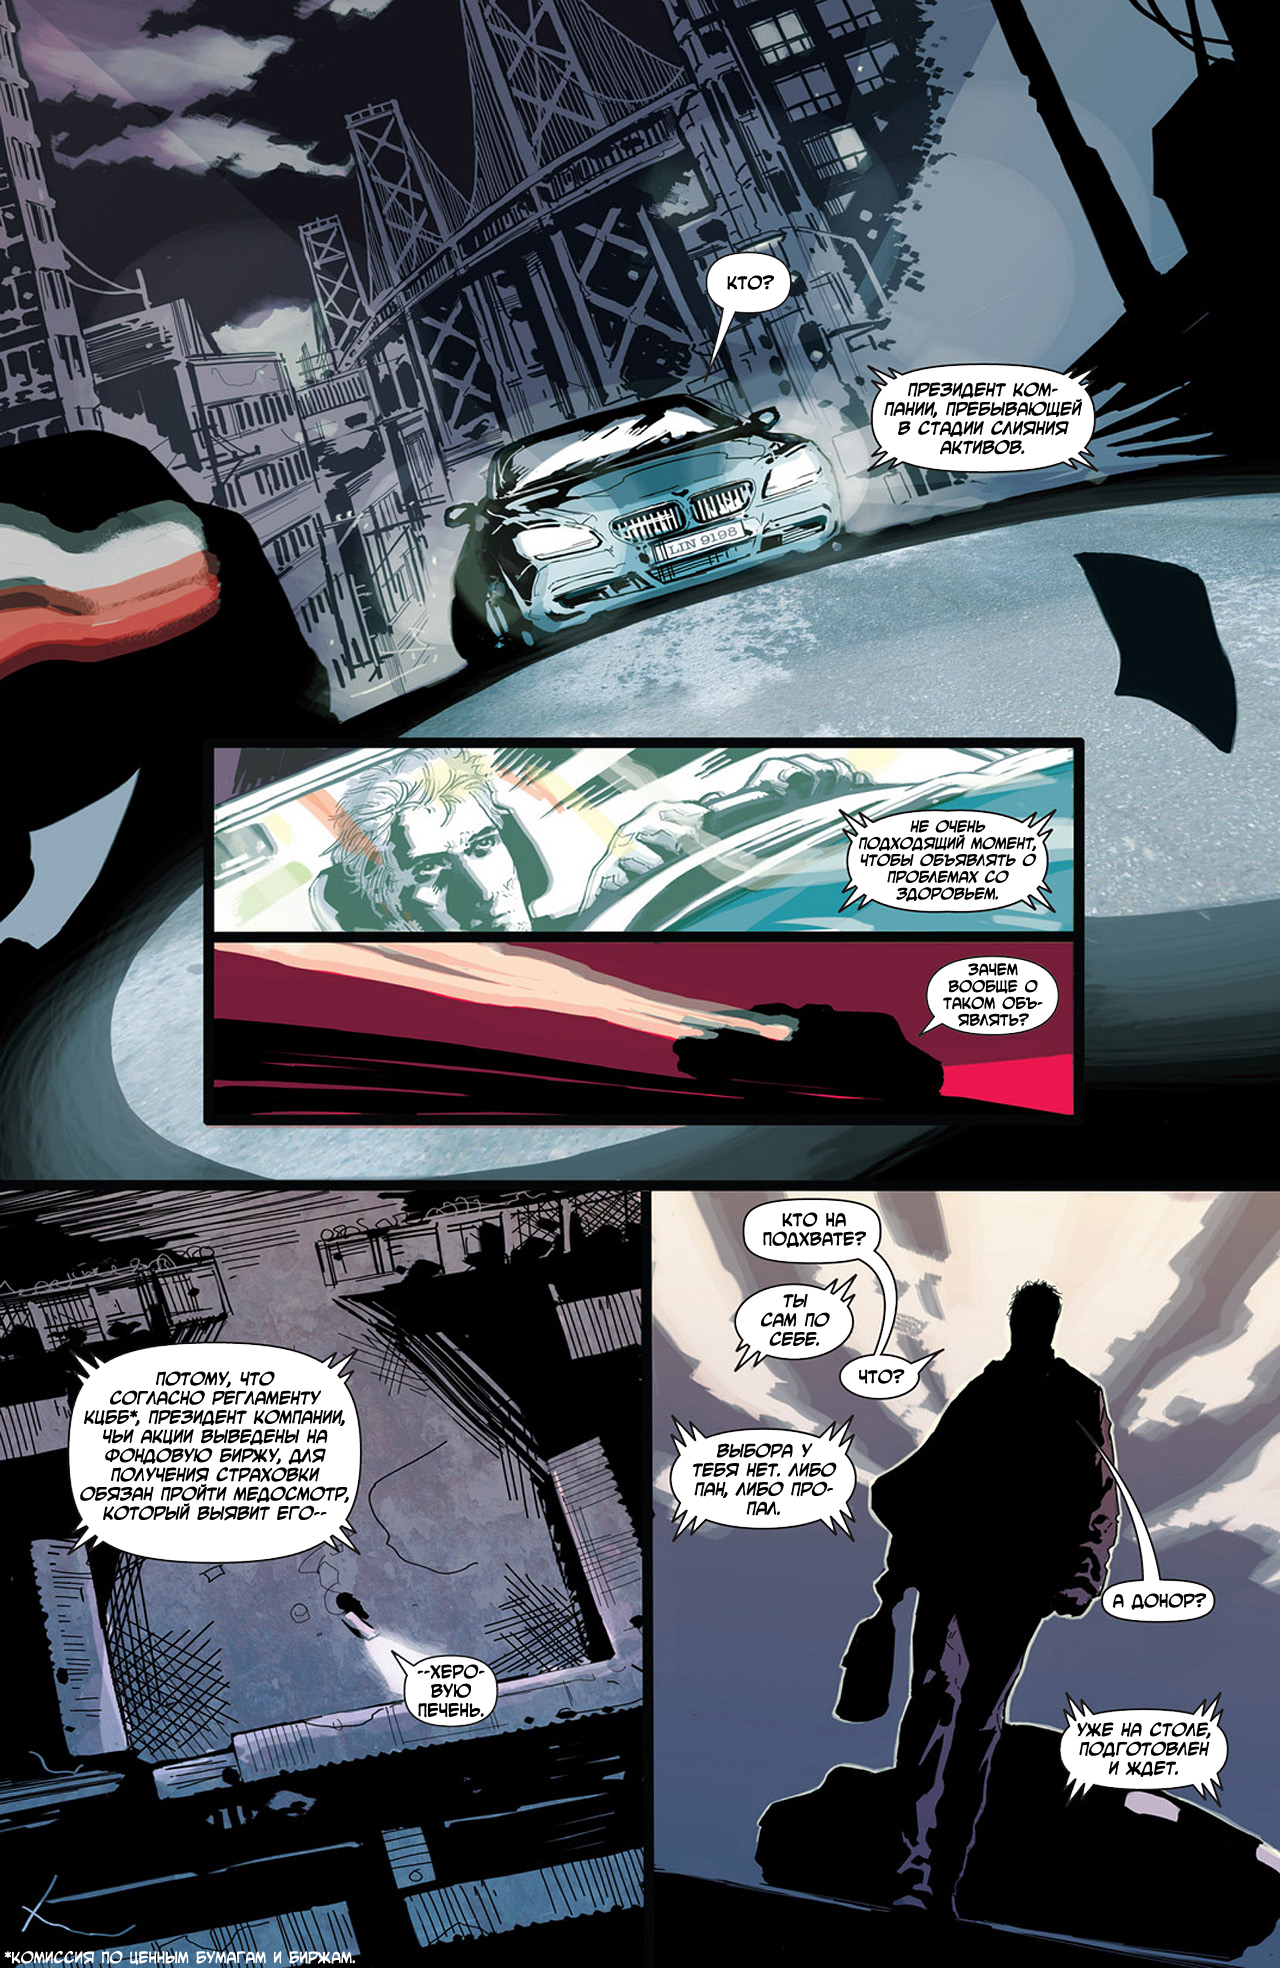 КТО?
ПРЕЗИДЕНТ КОМ-
ПАНИИ, ПРЕБЫВАЮЩЕЙ
В СТАДИИ СЛИЯНИЯ
АКТИВОВ.
LIN 9198
НЕ ОЧЕНЬ
ПОДХОДЯЩИЙ МОМЕНТ,
ЧТОБЫ ОБЪЯВЛЯТЬ О
ПРОБЛЕМАХ СО
ЗДОРОВЬЕМ.
ЗАЧЕМ
ВООБЩЕ О
ТАКОМ ОБЪ-
ЯВЛЯТЬ?
ПОТОМУ, ЧТО
СОГЛАСНО РЕГЛАМЕНТУ
КЦББ*, ПРЕЗИДЕНТ КОМПАНИИ,
ЧЬИ АКЦИИ ВЫВЕДЕНЫ НА
ФОНДОВУЮ БИРЖУ, ДЛЯ
ПОЛУЧЕНИЯ СТРАХОВКИ
ОБЯЗАН ПРОЙТИ МЕДОСМОТР,
КОТОРЫЙ ВЫЯВИТ ЕГО--
--ХЕРО-
ВУЮ
ПЕЧЕНЬ.
*КОМИССИЯ ПО ЦЕННЫМ БУМАГАМ И БИРЖАМ.
КТО НА
ПОДХВАТЕ?
ТЫ
САМ ПО
СЕБЕ.
ЧТО?
ВЫБОРА У
ТЕБЯ НЕТ. ЛИБО
ПАН, ЛИБО ПРО-
ПАЛ.
А ДОНОР?
УЖЕ НА СТОЛЕ,
ПОДГОТОВЛЕН
И ЖДЕТ.